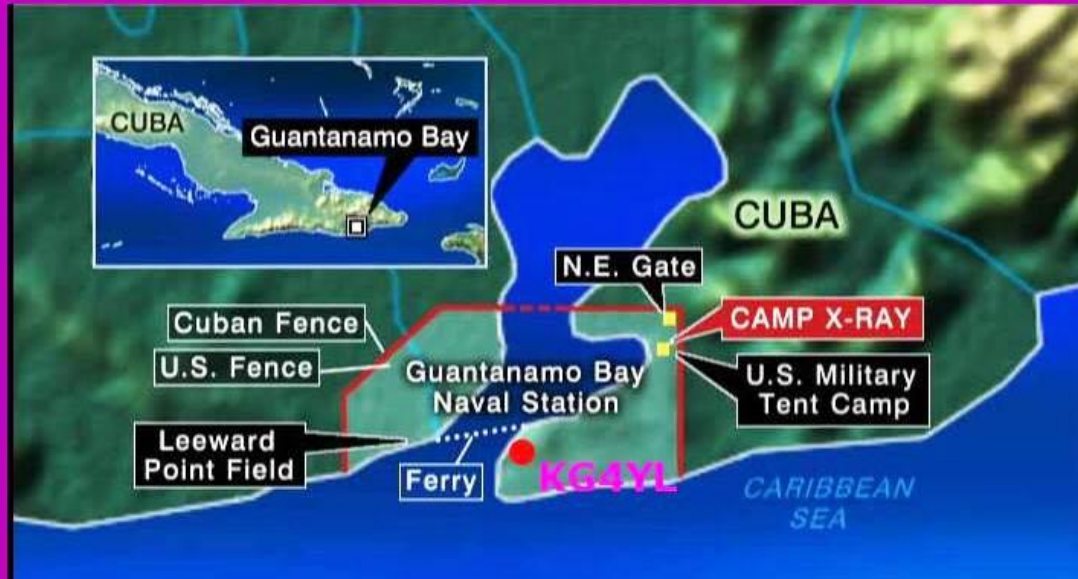 CUBA
Guantanamo Bay
CUBA
N.E. Gate
Cuban Fence
CAMP X-RAY
U.S. Fence
Guantanamo Bay
Naval Station
U.S. Military
Tent Camp
Leeward
Point Field
Ferry
KG4YL
CARIBBEAN
SEA